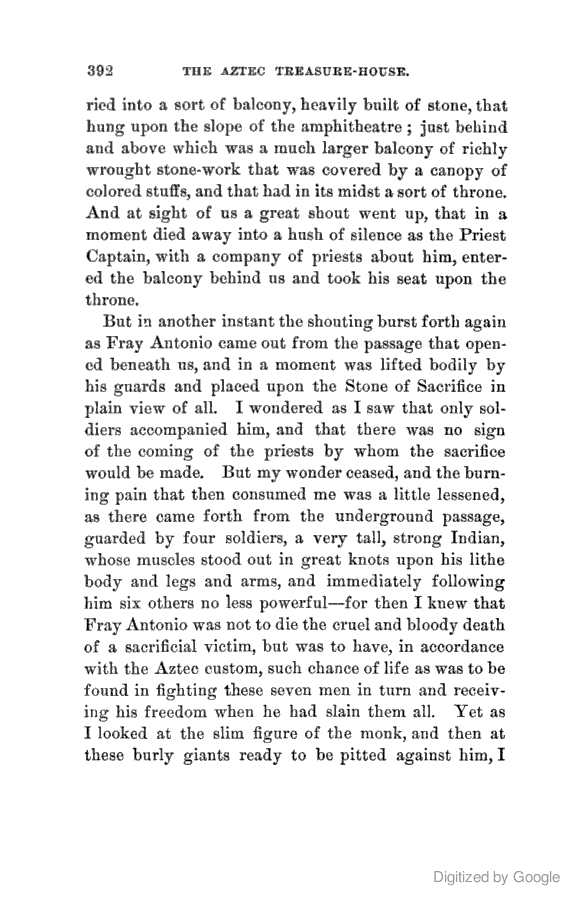 392 THE AZTEC TREASURE-HOUSE.
ried into a sort of balcony, heavily built of stone, that
hung upon the slope of the amphitheatre ; just behind
and above which was a much larger balcony of richly
wrought stone-work that was covered by a canopy of
colored stuffs, and that had in its midst a sort of throne.
And at sight of us a great shout went up, that in a
moment died away into a hush of silence as the Priest
Captain, with a company of priests about him, enter-
ed the balcony behind us and took his seat upon the
throne.
But in another instant the shouting burst forth again
as Fray Antonio came out from the passage that open-
ed beneath us, and in a moment was lifted bodily by
his guards and placed upon the Stone of Sacrifice in
plain view of all. I wondered as I saw that only sol-
diers accompanied him, and that there was no sign
of the coming of the priests by whom the sacrifice
would be made. But my wonder ceased, and the burn-
ing pain that then consumed me was a little lessened,
as there came forth from the underground passage,
guarded by four soldiers, a very tall, strong Indian,
whose muscles stood out in great knots upon his lithe
body and legs and arms, and immediately following
him six others no less powerful—for then I knew that
Fray Antonio was not to die the cruel and bloody death
of a sacrificial victim, but was to have, in accordance
with the Aztec custom, such chance of life as was to be
found in fighting these seven men in turn and receiv-
ing his freedom when he had slain them all. Yet as
I looked at the slim figure of the monk, and then at
these burly giants ready to be pitted against him, I
Digitized by Google